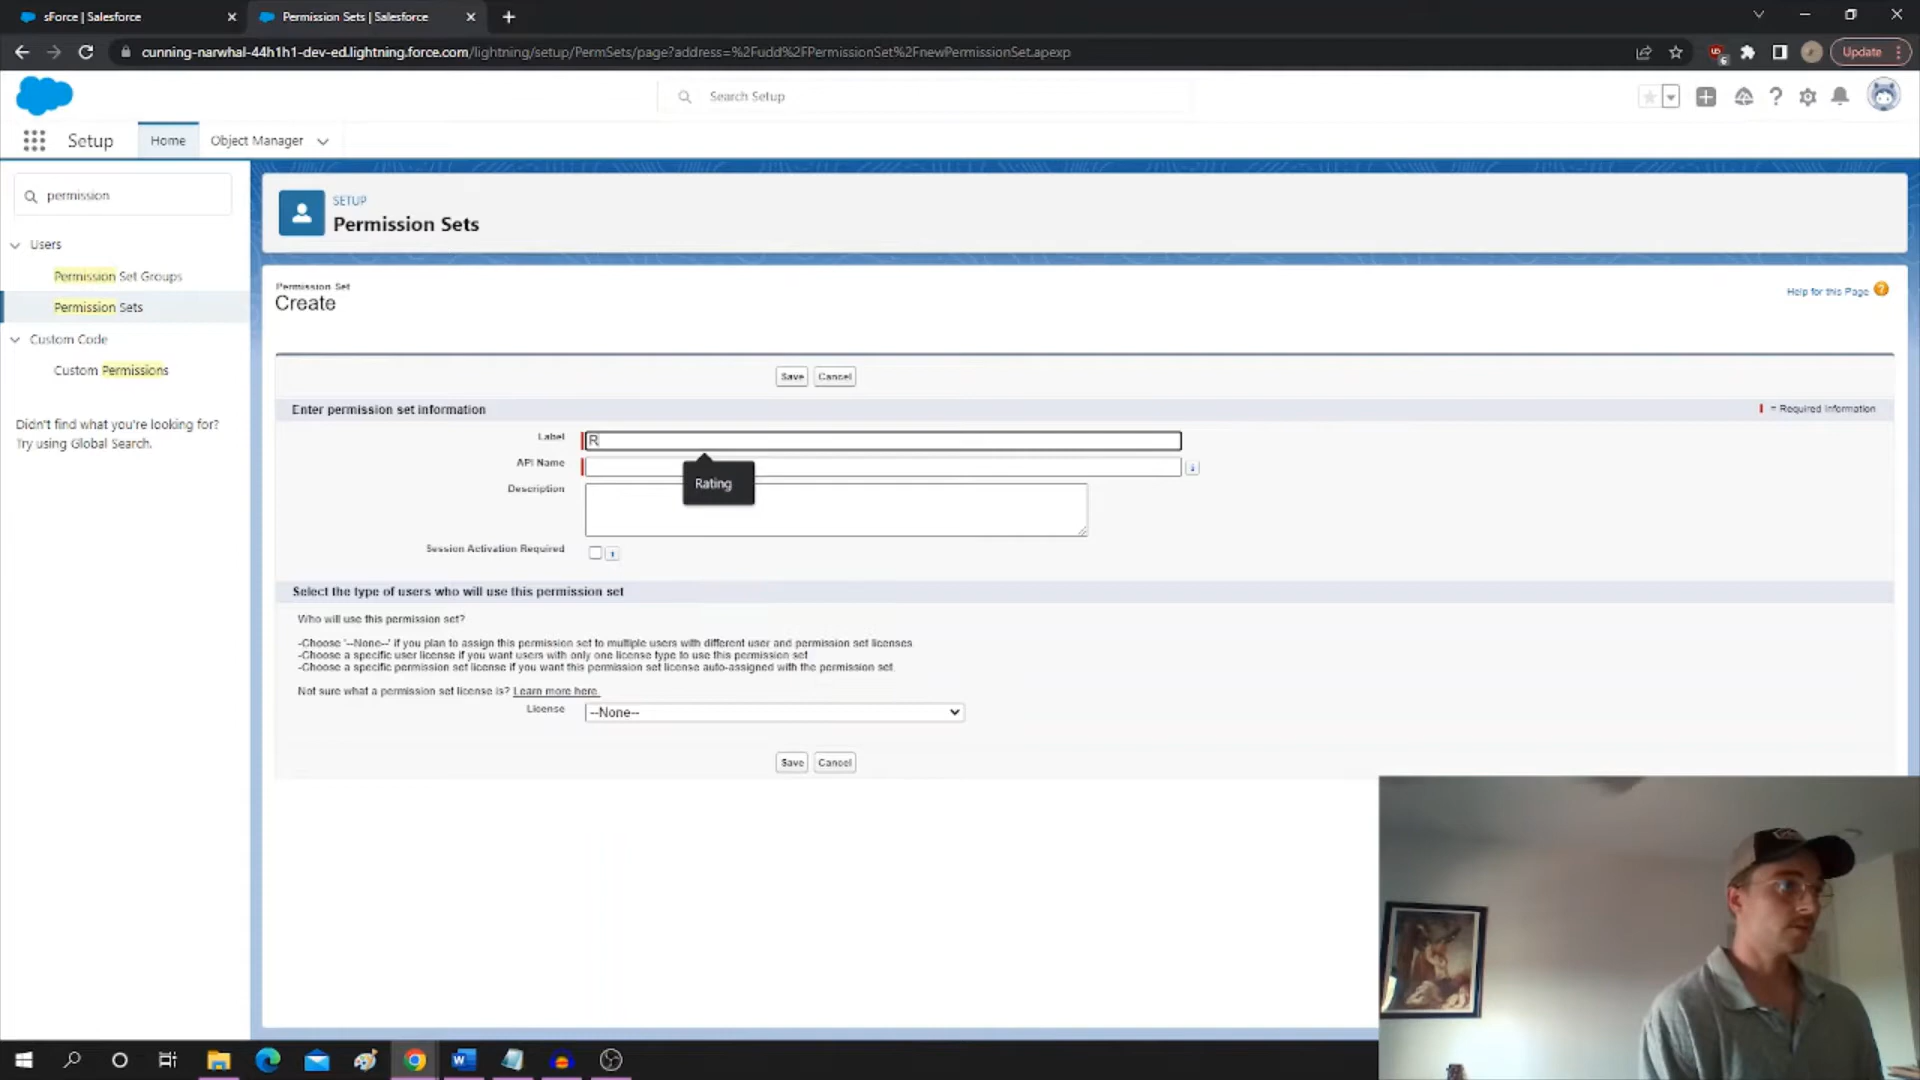 sForce | Salesforce
Permission Sets | Salesforce
cunning-narwhal-44h1h1-dev-ed.lightning.force.com/lightning/setup/PermSets/page?address=%2Fudd%2FPermissionSet%2FnewPermissionSet.apexp
Update
Search Setup
Setup
Home
Object Manager
permission
Users
Permission Set Groups
Permission Sets
Custom Code
Custom Permissions
Didn't find what you're looking for?
Try using Global Search.
SETUP
Permission Sets
Permission Set
Create
Help for this Page
Save
Cancel
Enter permission set information
= Required Information
Label
R
API Name
Rating
Description
Session Activation Required
Select the type of users who will use this permission set
Who will use this permission set?
-Choose '--None--' if you plan to assign this permission set to multiple users with different user and permission set licenses
-Choose a specific user license if you want users with only one license type to use this permission set
-Choose a specific permission set license if you want this permission set license auto-assigned with the permission set
Not sure what a permission set license is? Learn more here.
License
--None--
Save
Cancel